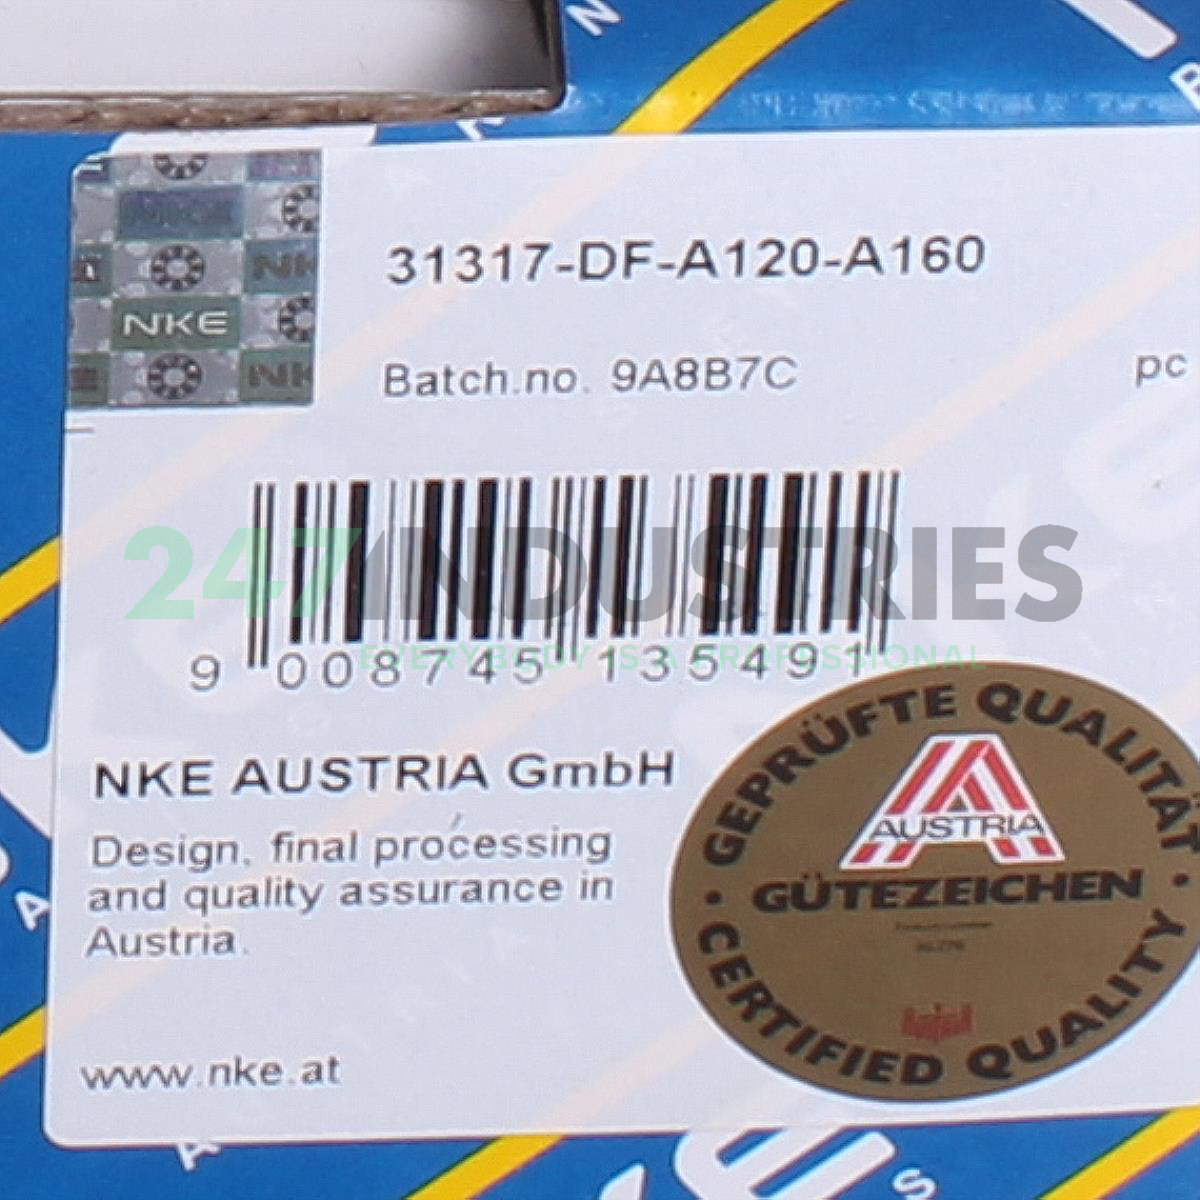 NKE
31317-DF-A120-A160
Batch.no. 9A8B7C
pc
247INDUSTRIES
EVERYBODY IS A PROFESSIONAL
9 008745 135491
NKE AUSTRIA GmbH
Design, final processing
and quality assurance in
Austria.
www.nke.at
GEPRÜFTE QUALITÄT
AUSTRIA
GÜTEZEICHEN
CERTIFIED QUALITY